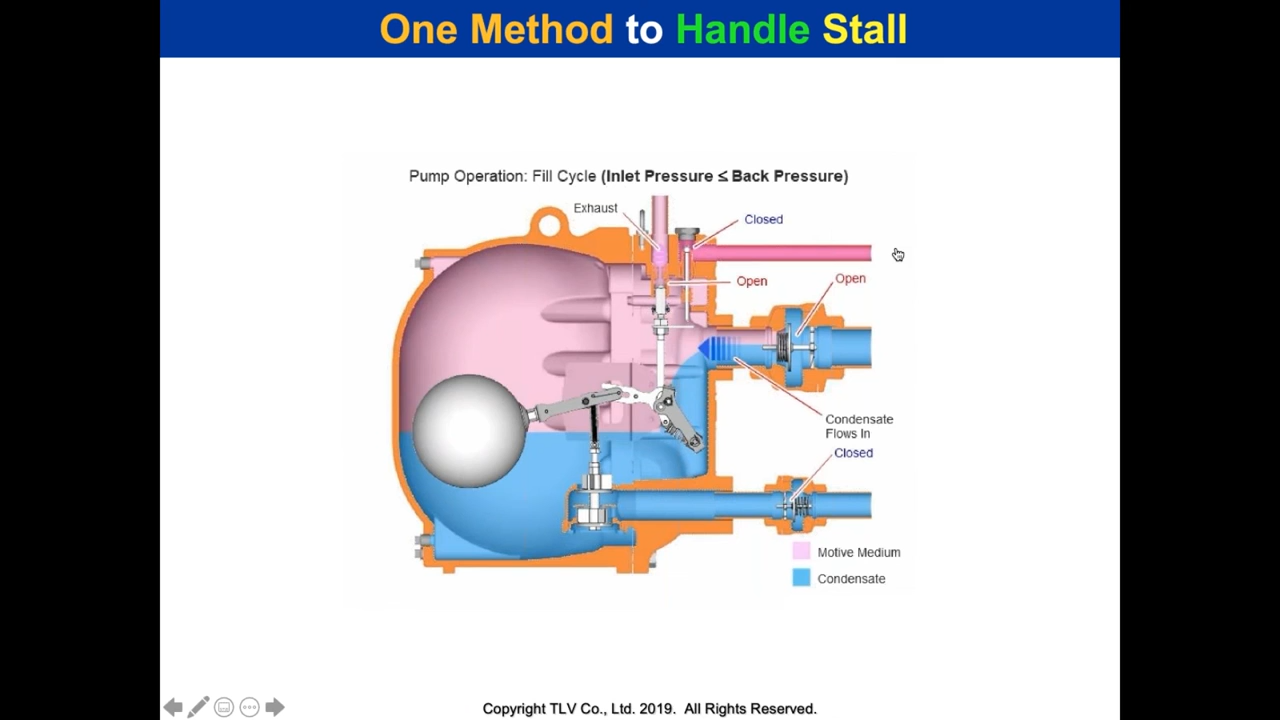 One Method to Handle Stall
Pump Operation: Fill Cycle (Inlet Pressure ≤ Back Pressure)
Exhaust
Closed
Open
Open
Condensate
Flows In
Closed
Motive Medium
Condensate
Copyright TLV Co., Ltd. 2019. All Rights Reserved.